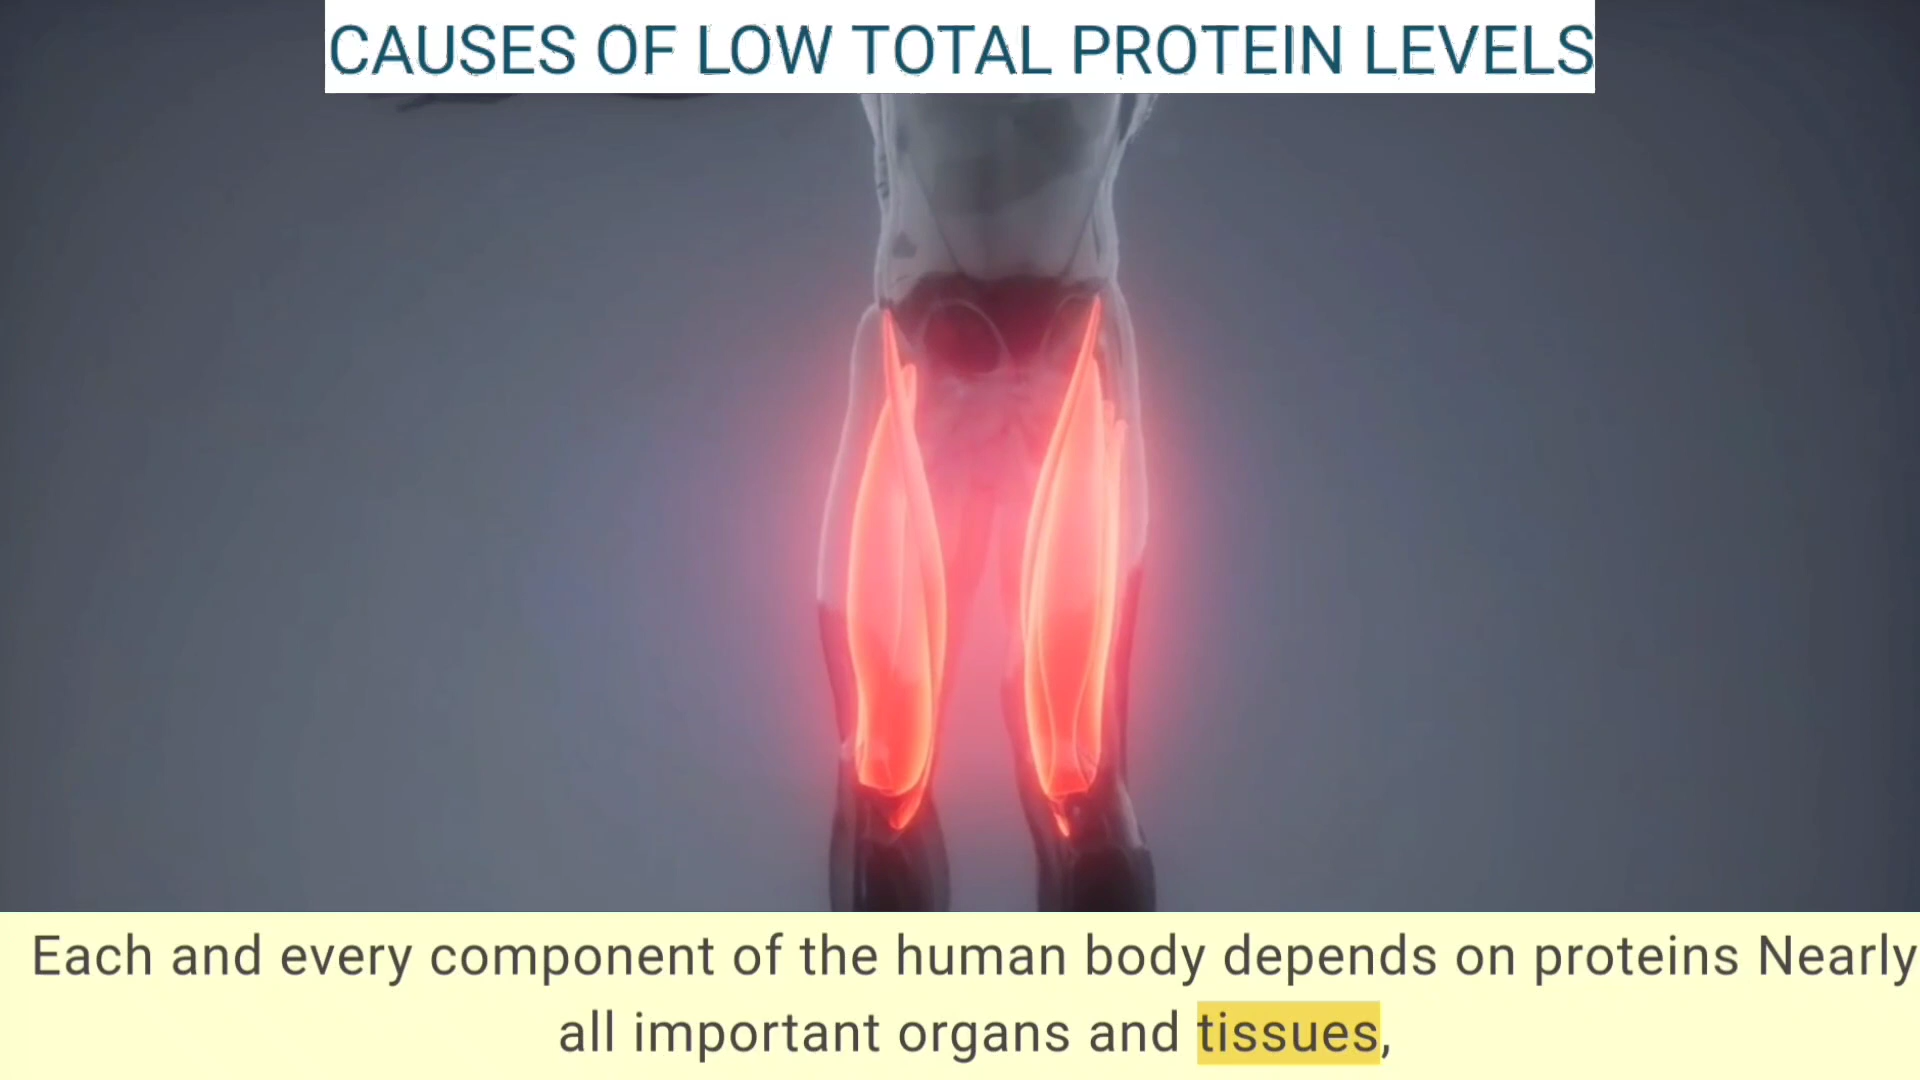 CAUSES OF LOW TOTAL PROTEIN LEVELS
Each and every component of the human body depends on proteins Nearly
all important organs and tissues,